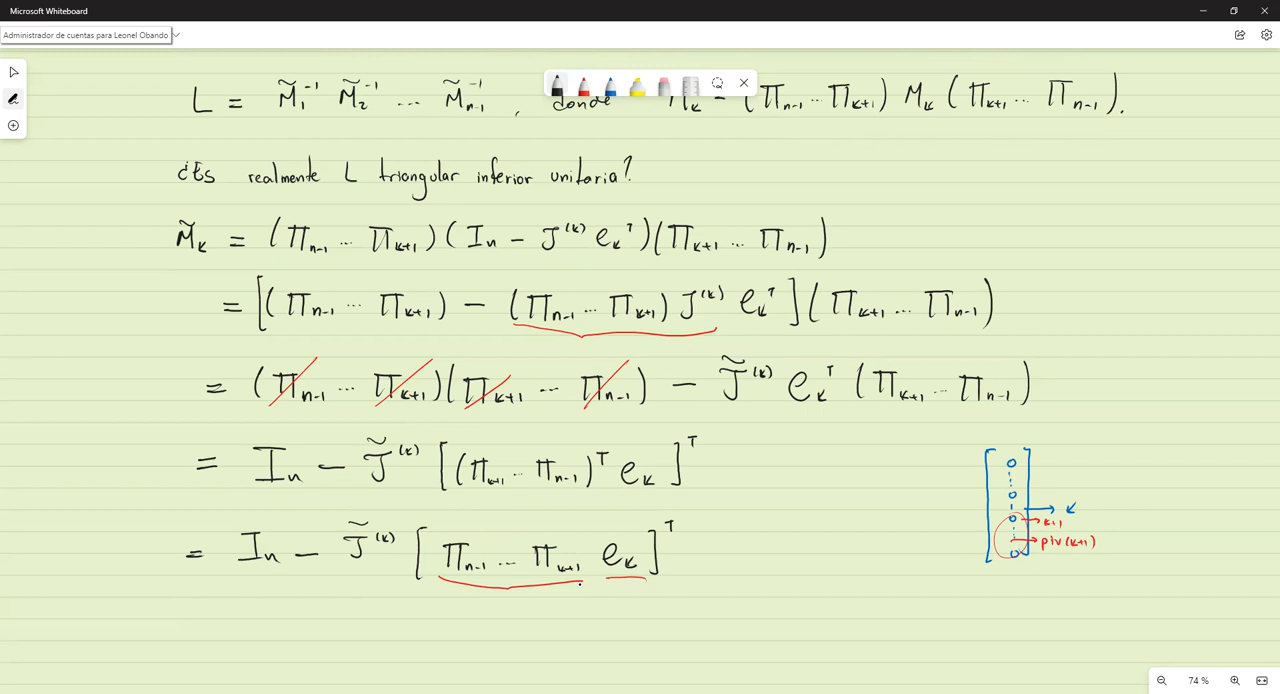 Microsoft Whiteboard
Administrador de cuentas para Leonel Obando
L = M̃₁⁻¹ M̃₂⁻¹ ... M̃ₙ₋₁⁻¹ , donde M̃ₖ = (Πₙ₋₁ ... Πₖ₊₁) Mₖ (Πₖ₊₁ ... Πₙ₋₁).
¿Es realmente L triangular inferior unitaria?
M̃ₖ = (Πₙ₋₁ ... Πₖ₊₁)(Iₙ − J⁽ᵏ⁾ eₖᵀ)(Πₖ₊₁ ... Πₙ₋₁)
= [(Πₙ₋₁ ... Πₖ₊₁) − (Πₙ₋₁ ... Πₖ₊₁) J⁽ᵏ⁾ eₖᵀ](Πₖ₊₁ ... Πₙ₋₁)
= (Πₙ₋₁ ... Πₖ₊₁)(Πₖ₊₁ ... Πₙ₋₁) − J̃⁽ᵏ⁾ eₖᵀ (Πₖ₊₁ ... Πₙ₋₁)
= Iₙ − J̃⁽ᵏ⁾ [(Πₖ₊₁ ... Πₙ₋₁)ᵀ eₖ]ᵀ
= Iₙ − J̃⁽ᵏ⁾ [Πₙ₋₁ ... Πₖ₊₁ eₖ]ᵀ
0
0
1 → k
0 → k+1
→ piv(k+1)
0
74 %